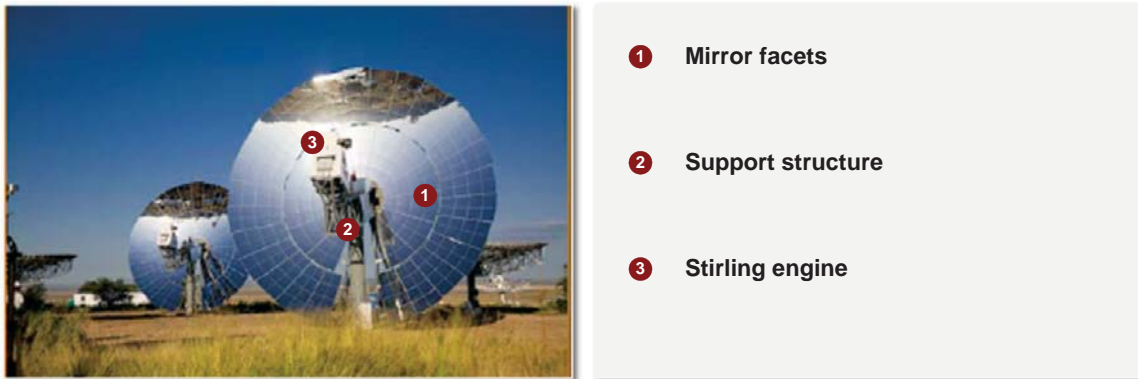 3
1
2
1 Mirror facets
2 Support structure
3 Stirling engine